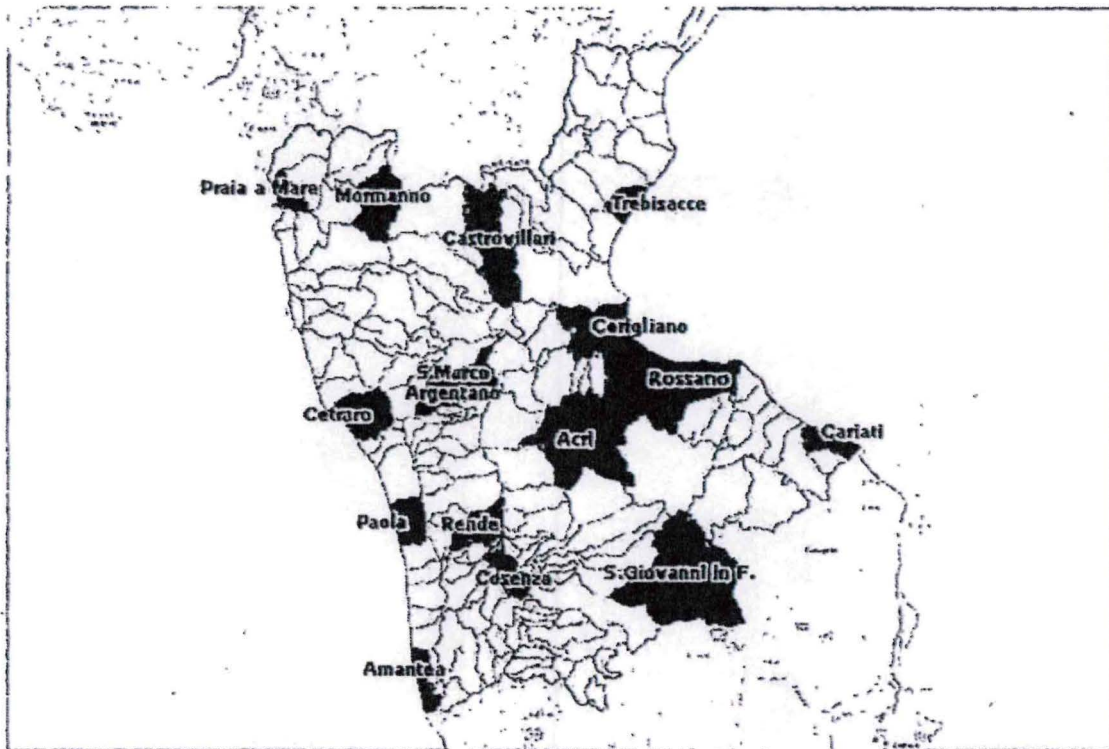 Praia a Mare
Mormanno
Trebisacce
Castrovillari
Corigliano
S.Marco
Argentano
Rossano
Cetraro
Acri
Cariati
Paola
Rende
Cosenza
S.Giovanni in F.
Amantea